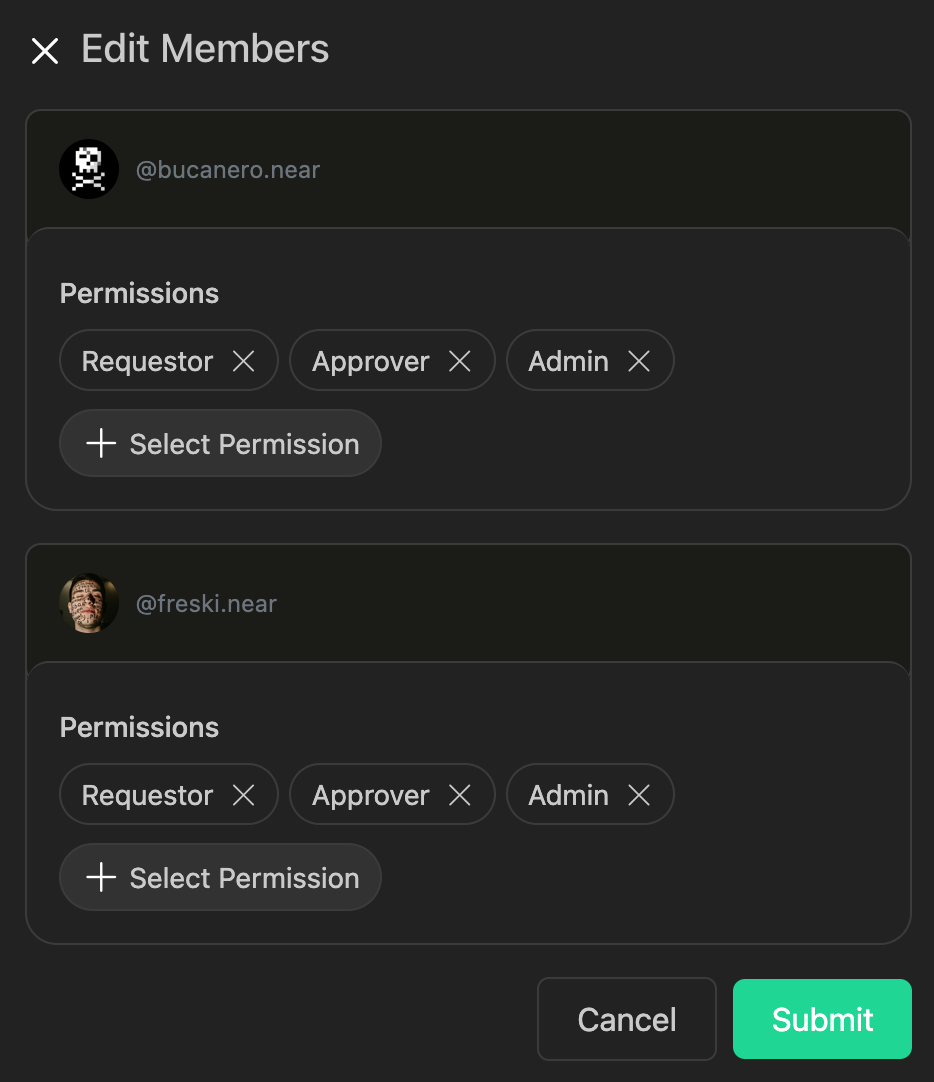 Edit Members
@bucanero.near
Permissions
Requestor Approver Admin
Select Permission
@freski.near
Permissions
Requestor Approver Admin
Select Permission
Cancel Submit